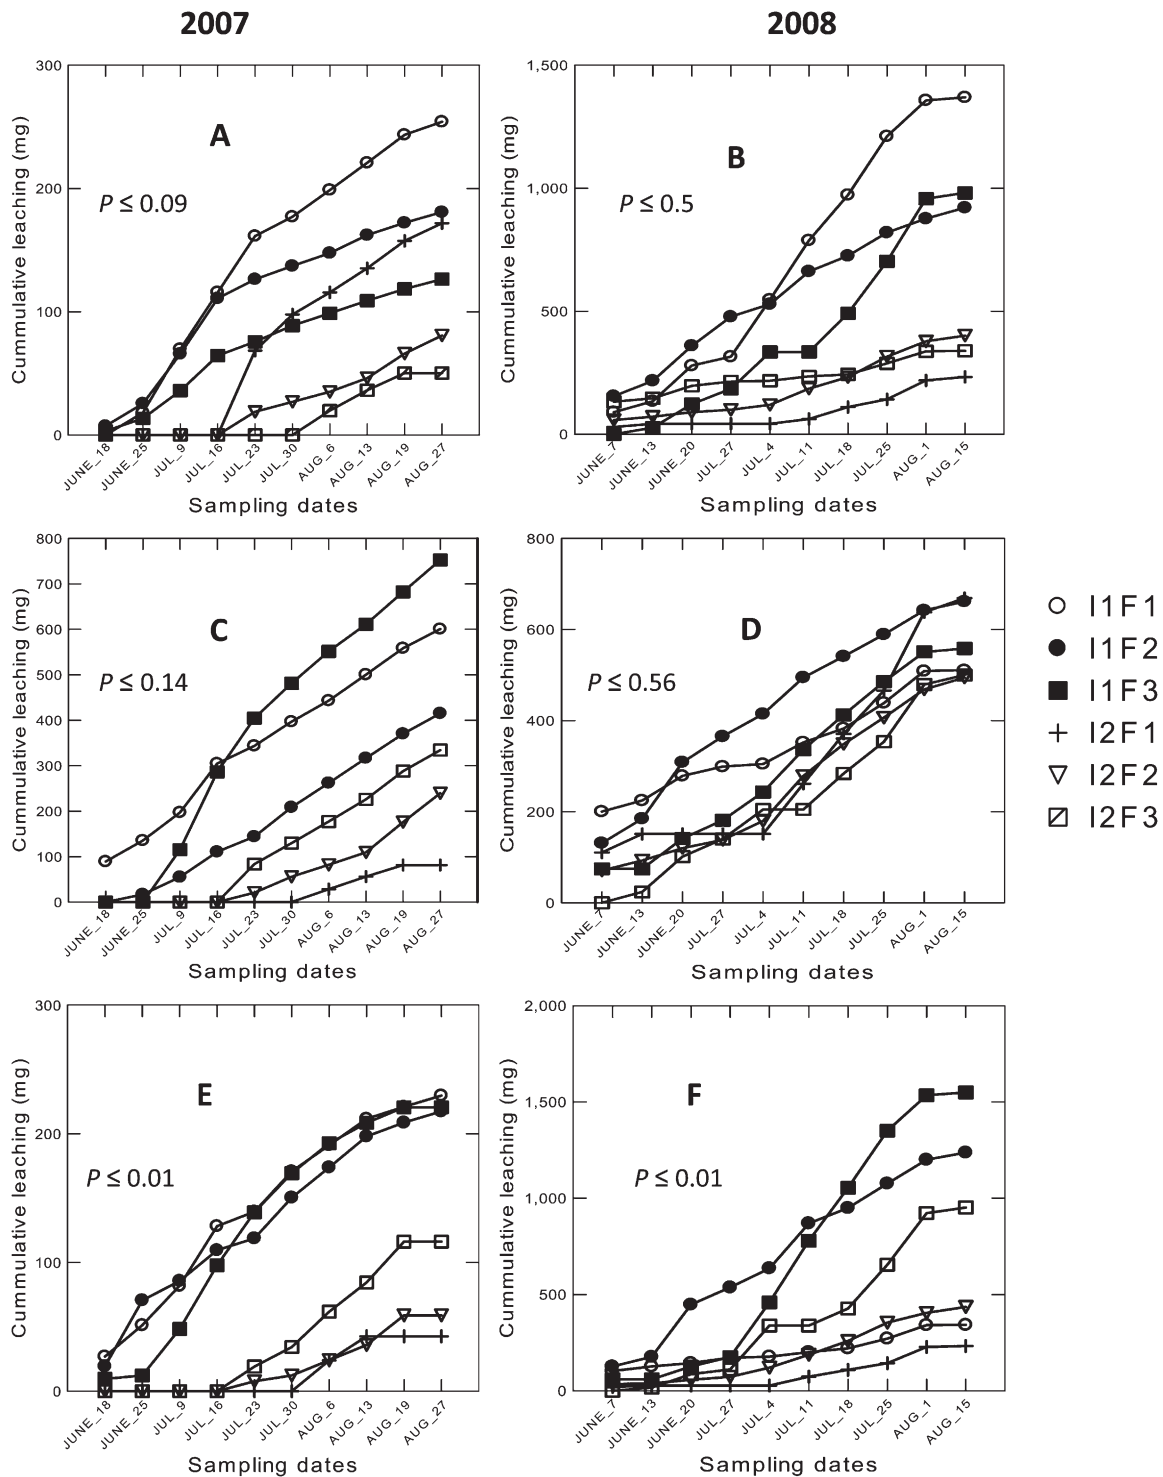 2007
2008
300
200
100
0
Cummulative leaching (mg)
A
P ≤ 0.09
JUNE_18
JUNE_25
JUL_9
JUL_16
JUL_23
JUL_30
AUG_6
AUG_13
AUG_19
AUG_27
Sampling dates
1,500
1,000
500
0
Cummulative leaching (mg)
B
P ≤ 0.5
JUNE_7
JUNE_13
JUNE_20
JUL_27
JUL_4
JUL_11
JUL_18
JUL_25
AUG_1
AUG_15
Sampling dates
800
700
600
500
400
300
200
100
0
Cummulative leaching (mg)
C
P ≤ 0.14
JUNE_18
JUNE_25
JUL_9
JUL_16
JUL_23
JUL_30
AUG_6
AUG_13
AUG_19
AUG_27
Sampling dates
800
600
400
200
0
Cummulative leaching (mg)
D
P ≤ 0.56
JUNE_7
JUNE_13
JUNE_20
JUL_27
JUL_4
JUL_11
JUL_18
JUL_25
AUG_1
AUG_15
Sampling dates
I1F1
I1F2
I1F3
I2F1
I2F2
I2F3
300
200
100
0
Cummulative leaching (mg)
E
P ≤ 0.01
JUNE_18
JUNE_25
JUL_9
JUL_16
JUL_23
JUL_30
AUG_6
AUG_13
AUG_19
AUG_27
Sampling dates
2,000
1,500
1,000
500
0
Cummulative leaching (mg)
F
P ≤ 0.01
JUNE_7
JUNE_13
JUNE_20
JUL_27
JUL_4
JUL_11
JUL_18
JUL_25
AUG_1
AUG_15
Sampling dates